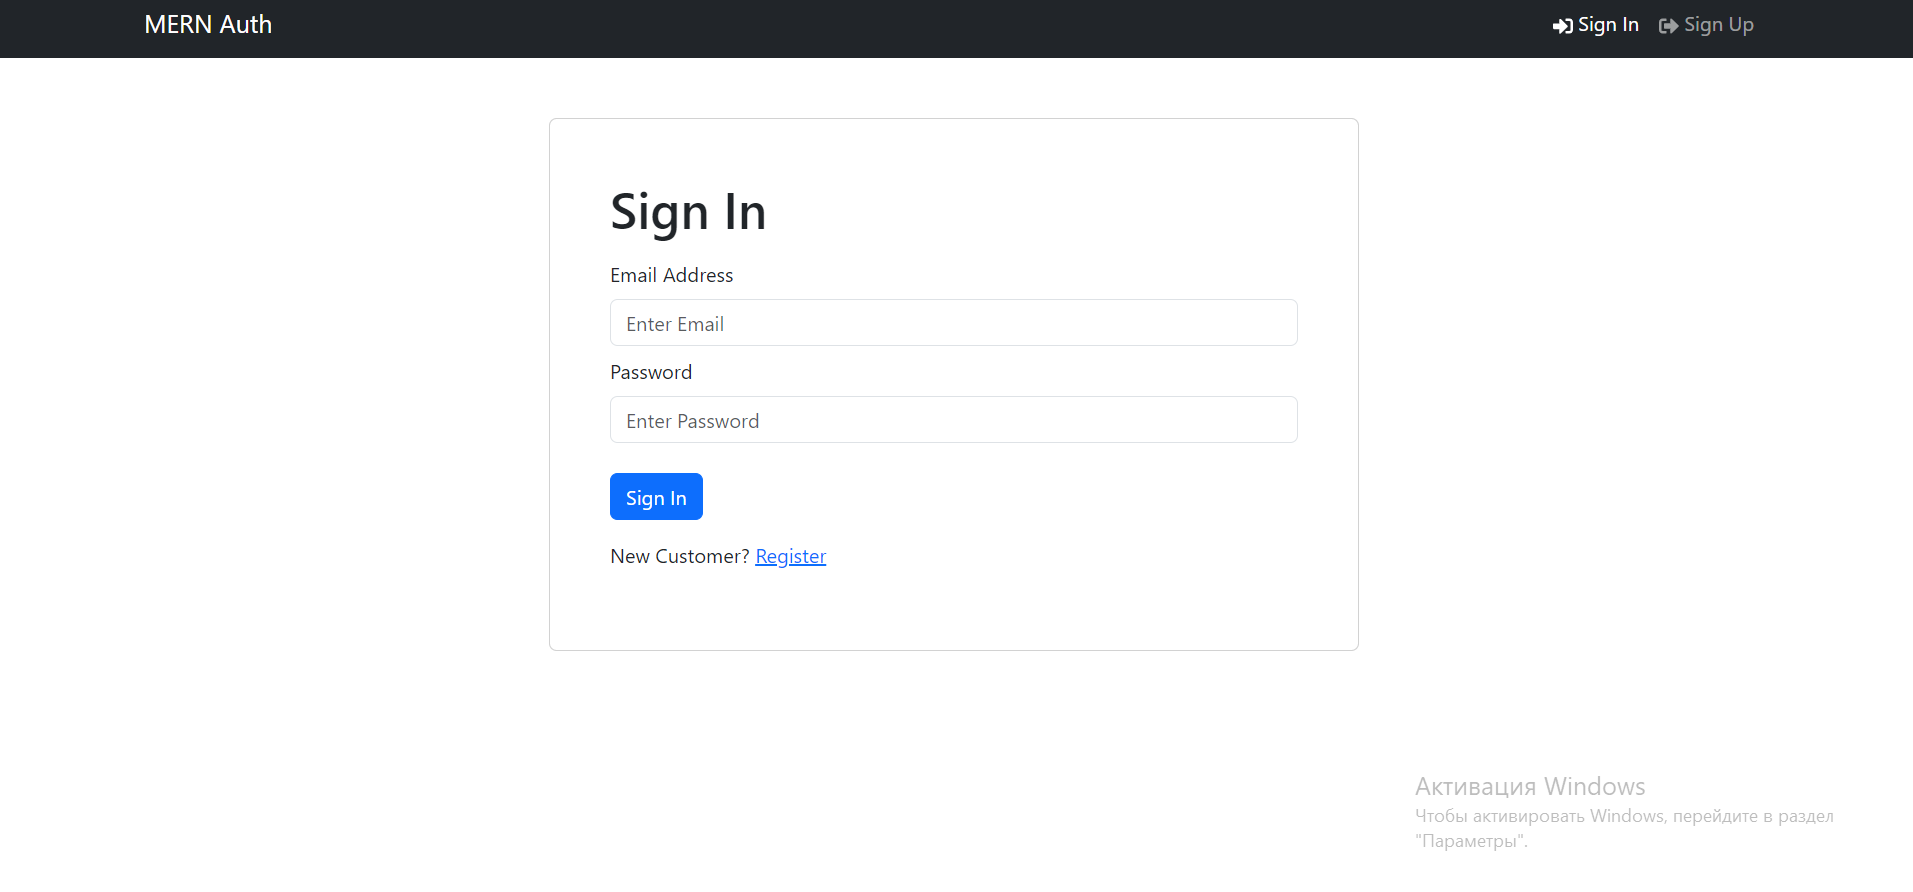 MERN Auth
Sign In
Sign Up
Sign In
Email Address
Enter Email
Password
Enter Password
Sign In
New Customer? Register
Активация Windows
Чтобы активировать Windows, перейдите в раздел
"Параметры".